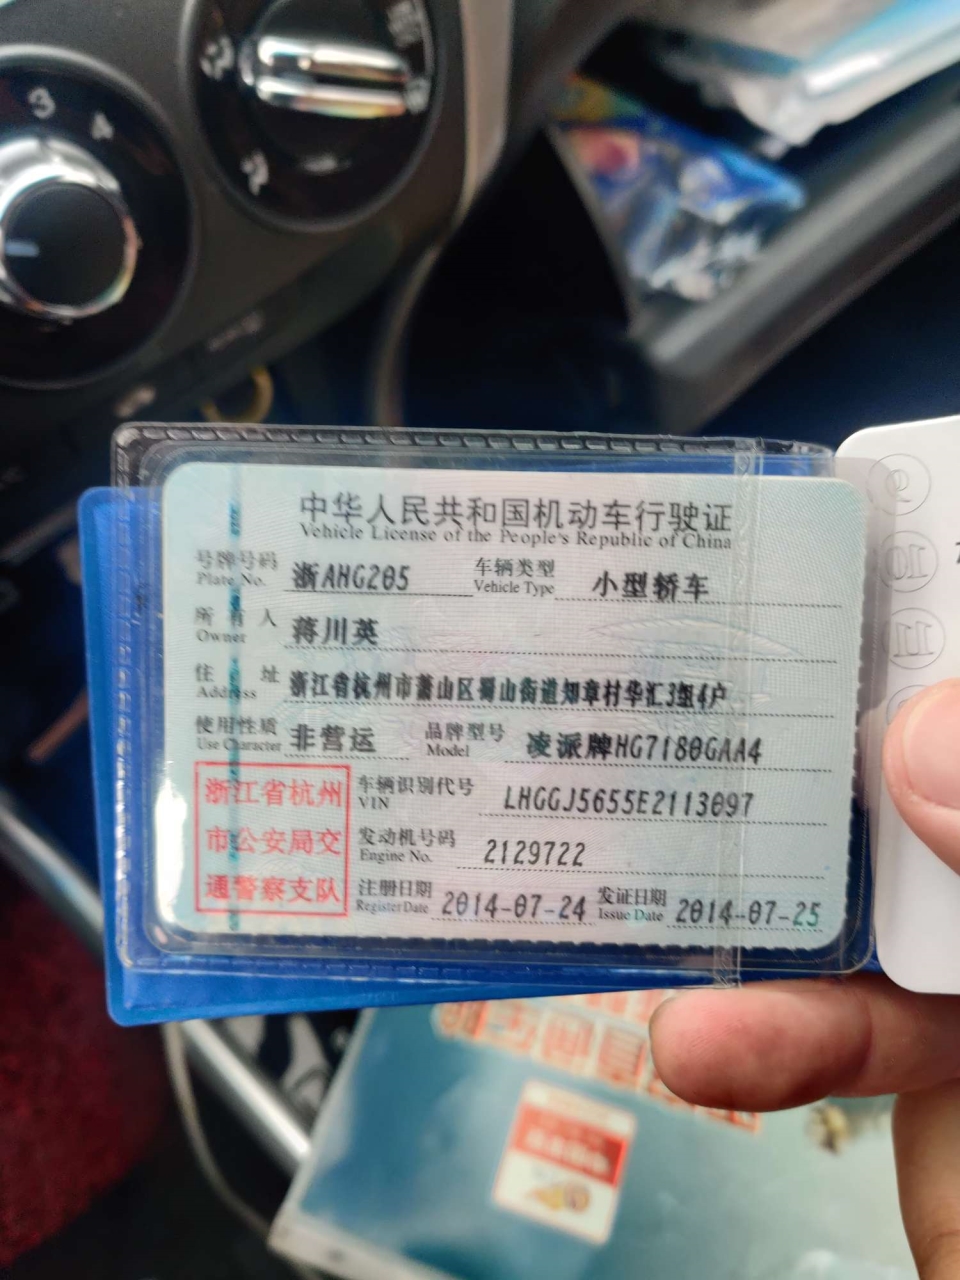 3
4
中华人民共和国机动车行驶证
Vehicle License of the People's Republic of China
号牌号码 浙AHG205 车辆类型 小型轿车
Plate No. Vehicle Type
所有人 蒋川英
Owner
住址 浙江省杭州市萧山区蜀山街道知章村华汇3组4户
Address
使用性质 非营运 品牌型号 凌派牌HG7180GAA4
Use Character Model
浙江省杭州
市公安局交
通警察支队
车辆识别代号 LHGGJ5655E2113097
VIN
发动机号码 2129722
Engine No.
注册日期 2014-07-24 发证日期 2014-07-25
Register Date Issue Date
10
11